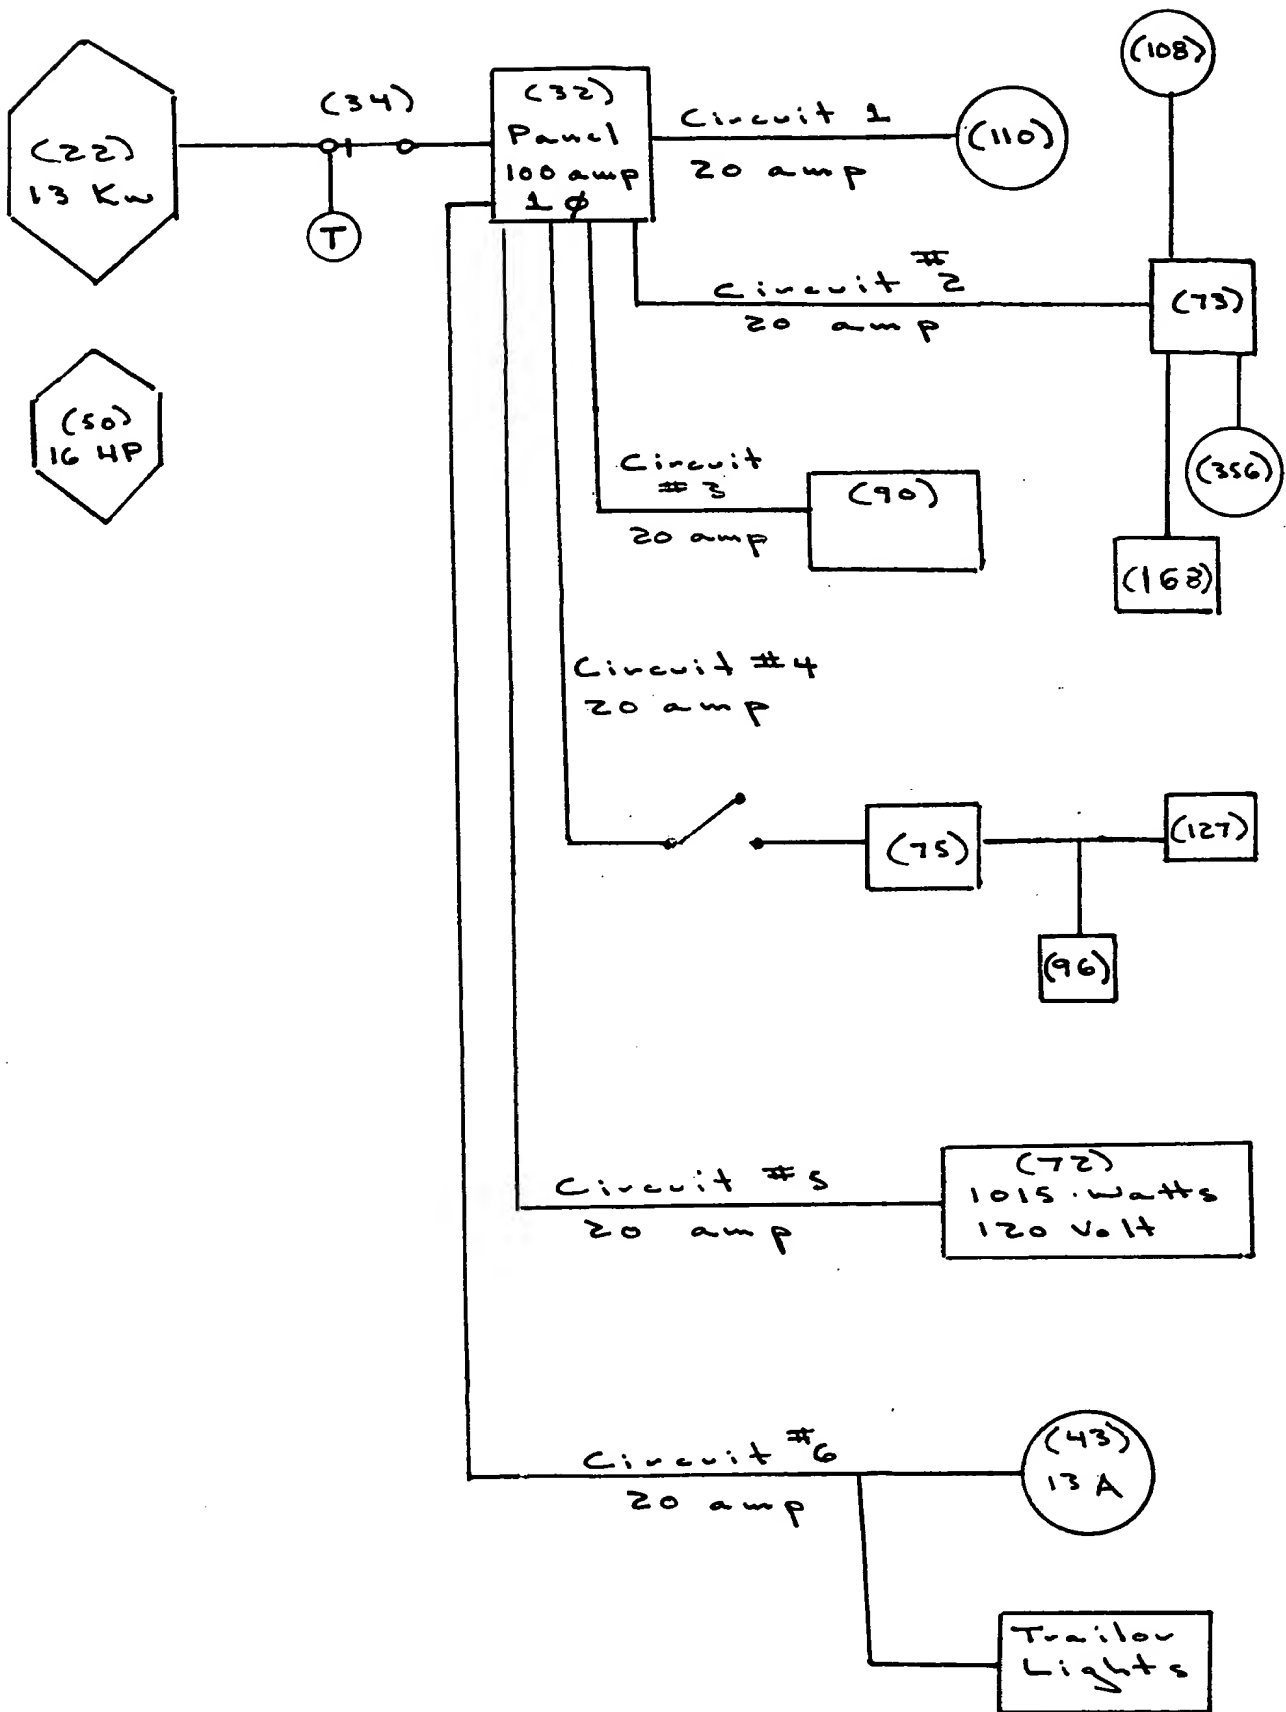 (108)
(34)
(32)
Panel
100 amp
1 φ
Circuit 1
20 amp
(110)
(22)
13 Kw
T
Circuit #2
20 amp
(73)
(50)
16 HP
Circuit
#3
20 amp
(90)
(356)
(168)
Circuit #4
20 amp
(75)
(127)
(96)
Circuit #5
20 amp
(72)
1015 watts
120 Volt
Circuit #6
20 amp
(43)
13 A
Trailor
Lights